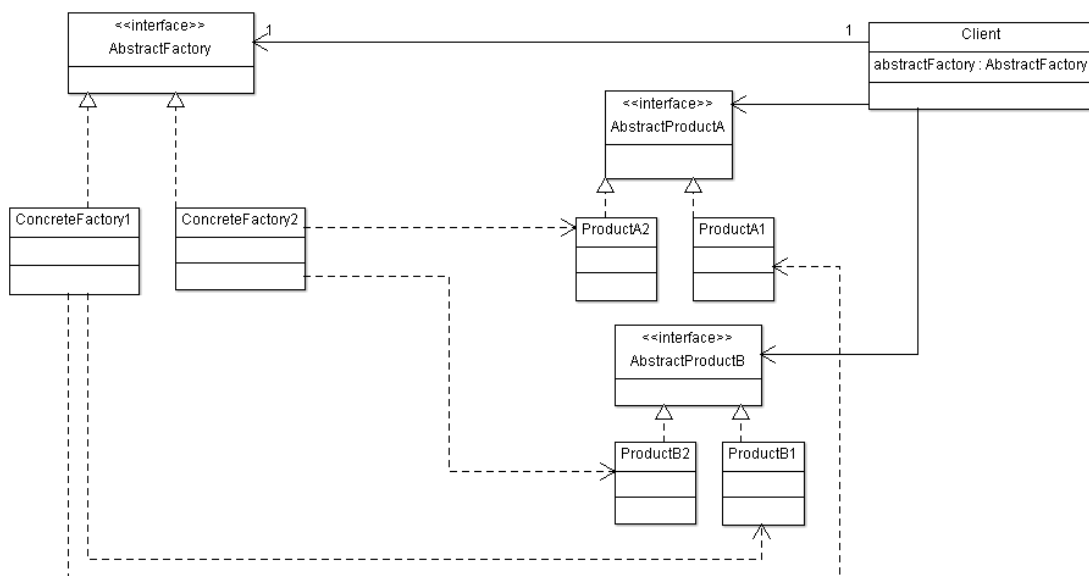 <<interface>>
AbstractFactory
1
1
Client
abstractFactory : AbstractFactory
<<interface>>
AbstractProductA
ConcreteFactory1
ConcreteFactory2
ProductA2
ProductA1
<<interface>>
AbstractProductB
ProductB2
ProductB1